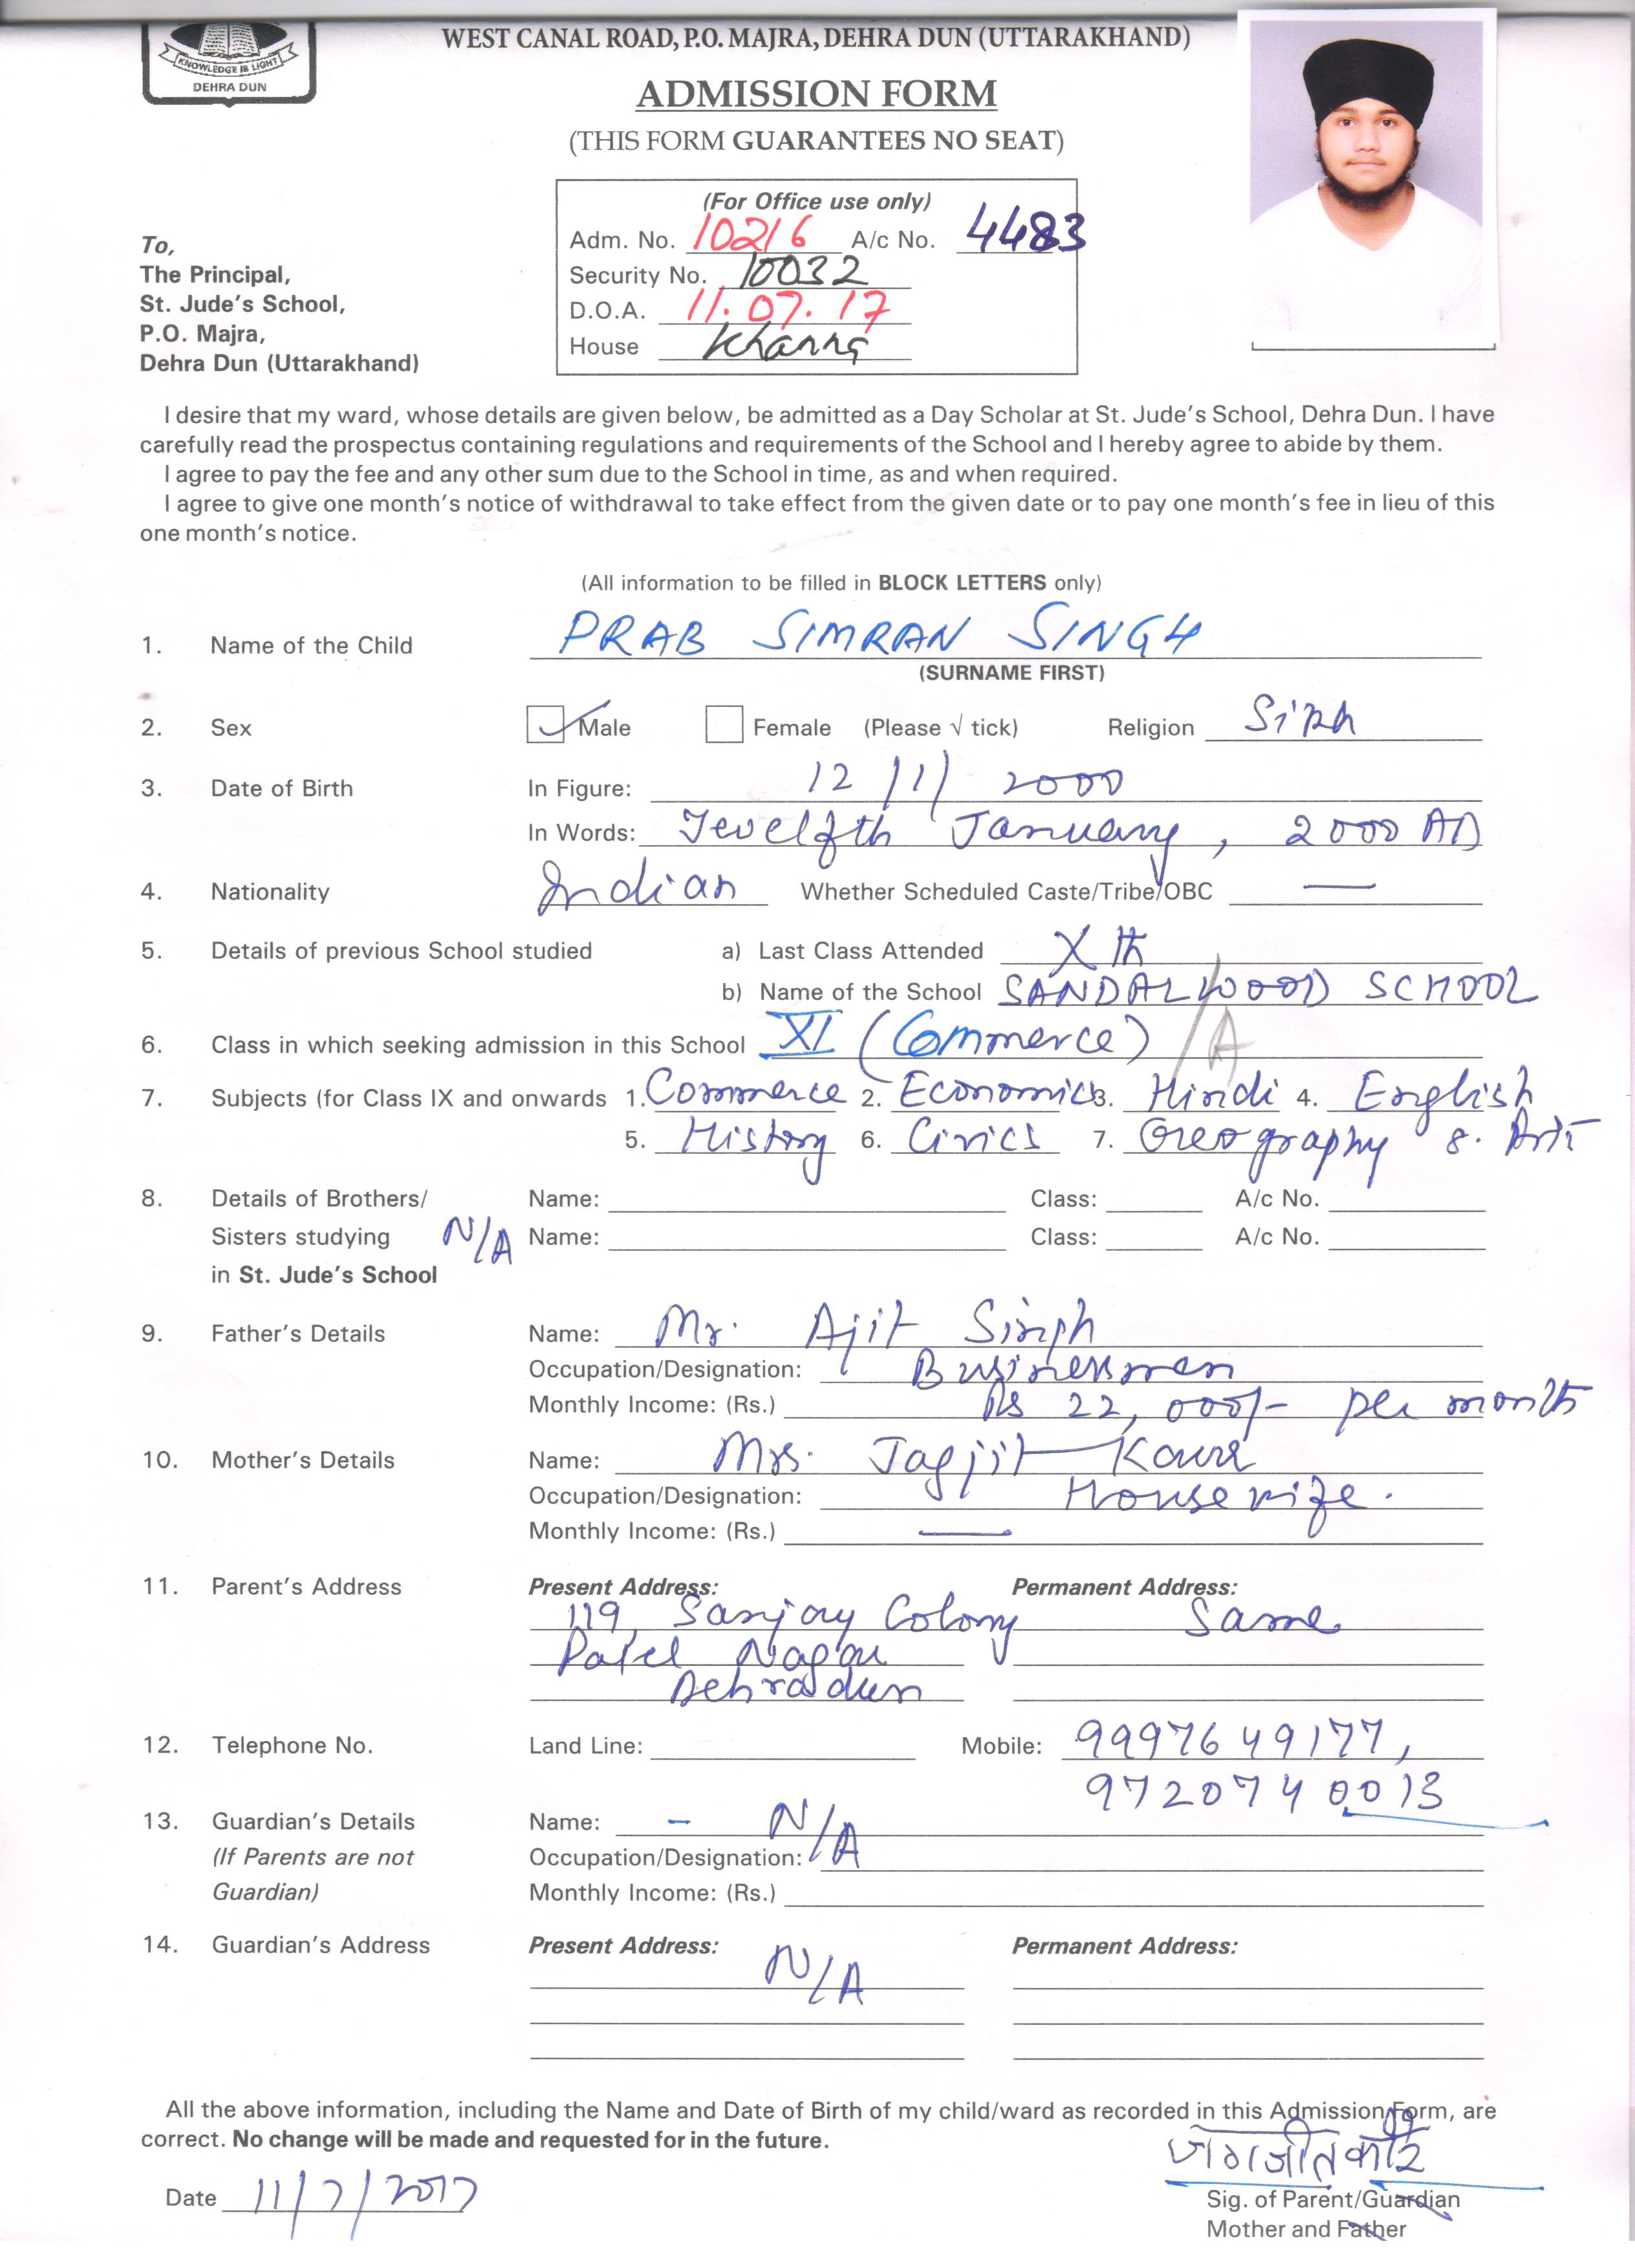 KNOWLEDGE IS LIGHT
DEHRA DUN
WEST CANAL ROAD, P.O. MAJRA, DEHRA DUN (UTTARAKHAND)
ADMISSION FORM
(THIS FORM GUARANTEES NO SEAT)
(For Office use only)
Adm. No. 10216 A/c No. 4483
Security No. 10032
D.O.A. 11.07.17
House Khanna
To,
The Principal,
St. Jude's School,
P.O. Majra,
Dehra Dun (Uttarakhand)
I desire that my ward, whose details are given below, be admitted as a Day Scholar at St. Jude's School, Dehra Dun. I have
carefully read the prospectus containing regulations and requirements of the School and I hereby agree to abide by them.
I agree to pay the fee and any other sum due to the School in time, as and when required.
I agree to give one month's notice of withdrawal to take effect from the given date or to pay one month's fee in lieu of this
one month's notice.
(All information to be filled in BLOCK LETTERS only)
1. Name of the Child PRAB SIMRAN SINGH
(SURNAME FIRST)
2. Sex Male Female (Please √ tick) Religion Sikh
3. Date of Birth In Figure: 12/1/2000
In Words: Tewelfth January, 2000 AD
4. Nationality Indian Whether Scheduled Caste/Tribe/OBC —
5. Details of previous School studied a) Last Class Attended Xth
b) Name of the School SANDALWOOD SCHOOL
6. Class in which seeking admission in this School XI (Commerce) /A
7. Subjects (for Class IX and onwards 1. Commerce 2. Economics 3. Hindi 4. English
5. History 6. Civics 7. Geography 8. Art
8. Details of Brothers/ Name: Class: A/c No.
Sisters studying N/A Name: Class: A/c No.
in St. Jude's School
9. Father's Details Name: Mr. Ajit Singh
Occupation/Designation: Businessmen
Monthly Income: (Rs.) Rs 22,000/- per month
10. Mother's Details Name: Mrs. Jagjit Kaur
Occupation/Designation: Housewife.
Monthly Income: (Rs.) —
11. Parent's Address Present Address: Permanent Address:
119, Sanjay Colony Same
Patel Nagar
Dehradun
12. Telephone No. Land Line: Mobile: 9997649177,
9720740013
13. Guardian's Details Name: - N/A
(If Parents are not Occupation/Designation:
Guardian) Monthly Income: (Rs.)
14. Guardian's Address Present Address: Permanent Address:
N/A
All the above information, including the Name and Date of Birth of my child/ward as recorded in this Admission Form, are
correct. No change will be made and requested for in the future.
जगजीत कौर
Date 11/7/2017
Sig. of Parent/Guardian
Mother and Father